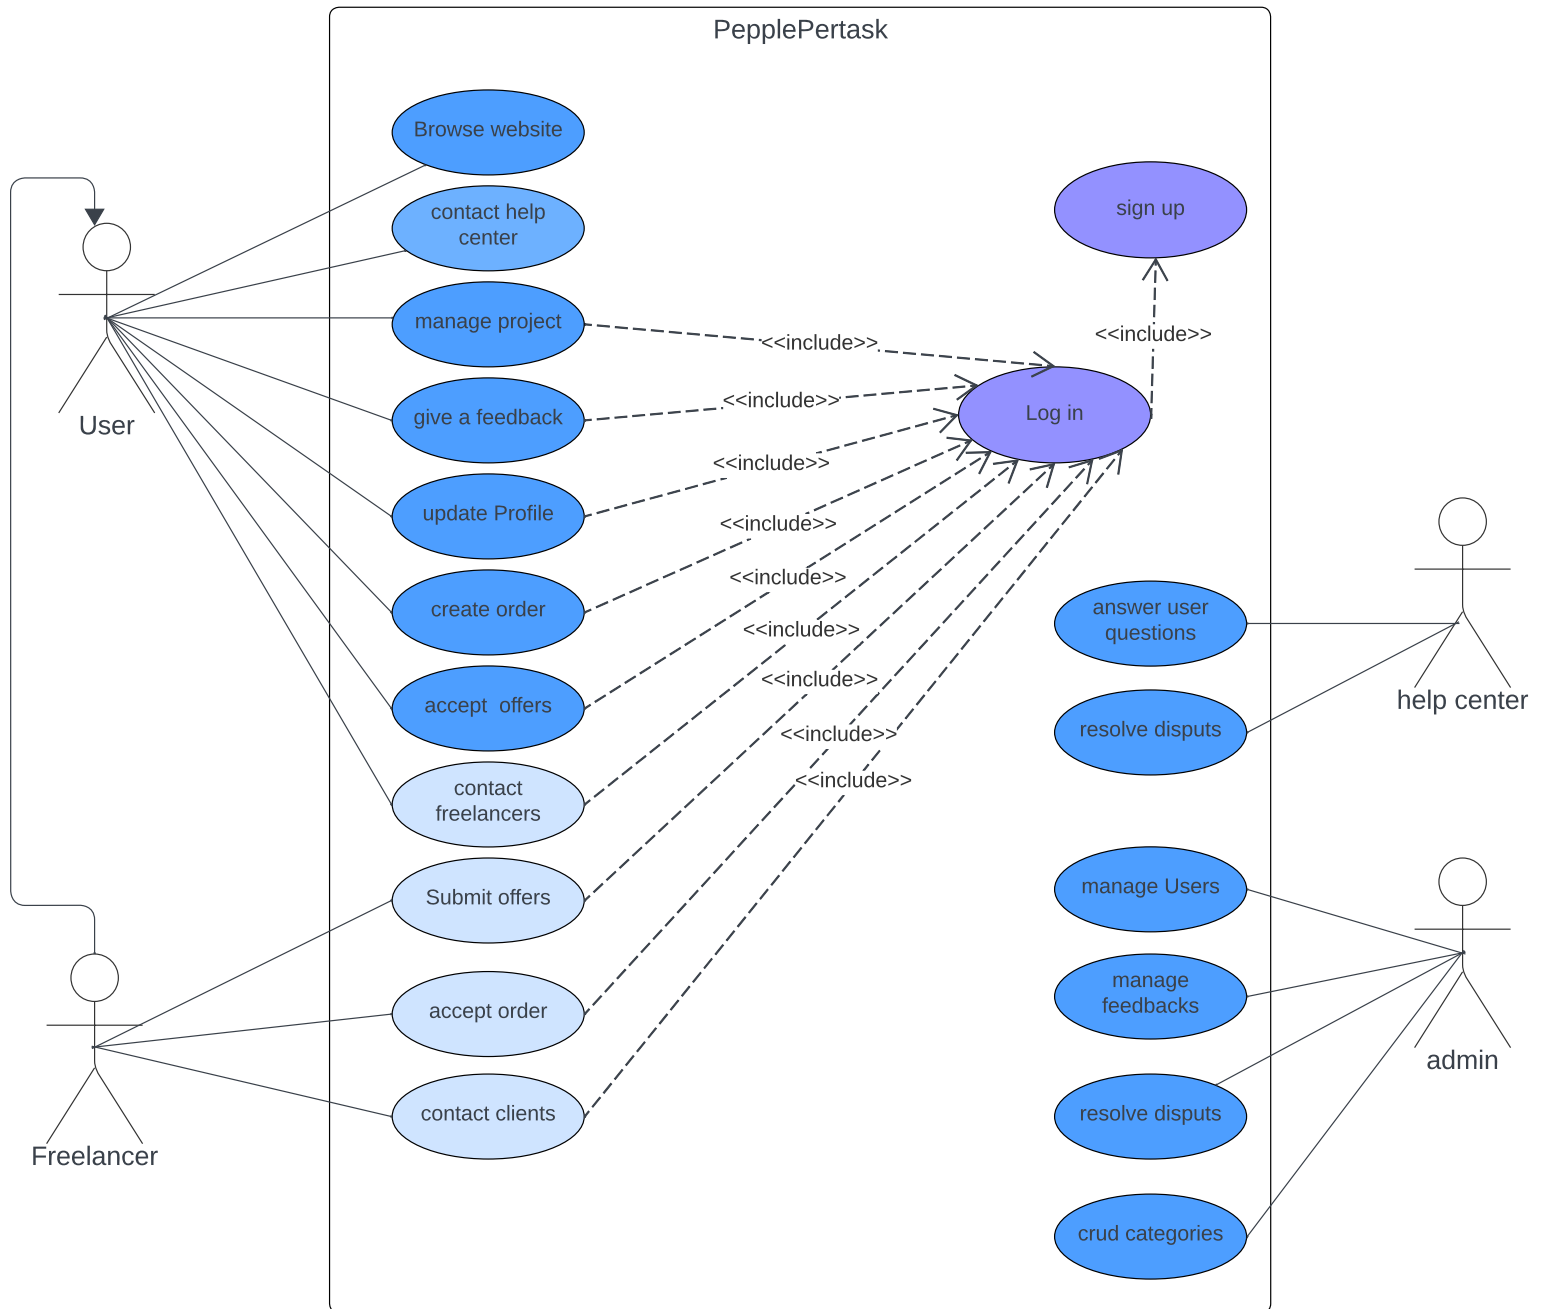 PepplePertask
Browse website
contact help
center
manage project
give a feedback
update Profile
create order
accept  offers
contact
freelancers
Submit offers
accept order
contact clients
<<include>>
<<include>>
<<include>>
<<include>>
<<include>>
<<include>>
<<include>>
<<include>>
<<include>>
sign up
<<include>>
Log in
answer user
questions
resolve disputs
manage Users
manage
feedbacks
resolve disputs
crud categories
User
Freelancer
help center
admin